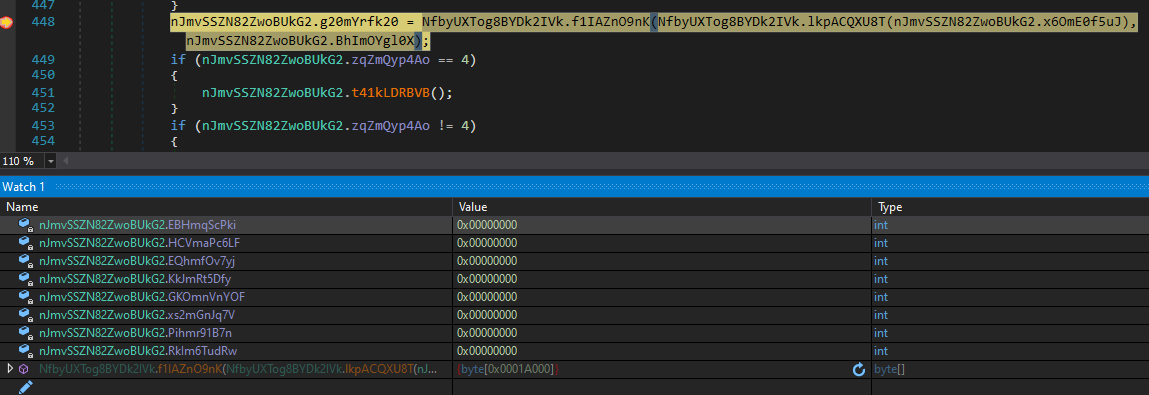 447 }
448 nJmvSSZN82ZwoBUkG2.g20mYrfk20 = NfbyUXTog8BYDk2IVk.f1IAZnO9nK(NfbyUXTog8BYDk2IVk.lkpACQXU8T(nJmvSSZN82ZwoBUkG2.x6OmE0f5uJ),
nJmvSSZN82ZwoBUkG2.BhImOYgl0X);
449 if (nJmvSSZN82ZwoBUkG2.zqZmQyp4Ao == 4)
450 {
451 nJmvSSZN82ZwoBUkG2.t41kLDRBVB();
452 }
453 if (nJmvSSZN82ZwoBUkG2.zqZmQyp4Ao != 4)
454 {
110 %
Watch 1
Name Value Type
nJmvSSZN82ZwoBUkG2.EBHmqScPki 0x00000000 int
nJmvSSZN82ZwoBUkG2.HCVmaPc6LF 0x00000000 int
nJmvSSZN82ZwoBUkG2.EQhmfOv7yj 0x00000000 int
nJmvSSZN82ZwoBUkG2.KkJmRt5Dfy 0x00000000 int
nJmvSSZN82ZwoBUkG2.GKOmnVnYOF 0x00000000 int
nJmvSSZN82ZwoBUkG2.xs2mGnJq7V 0x00000000 int
nJmvSSZN82ZwoBUkG2.Pihmr91B7n 0x00000000 int
nJmvSSZN82ZwoBUkG2.RkIm6TudRw 0x00000000 int
NfbyUXTog8BYDk2IVk.f1IAZnO9nK(NfbyUXTog8BYDk2IVk.lkpACQXU8T(nJ... {byte[0x0001A000]} byte[]